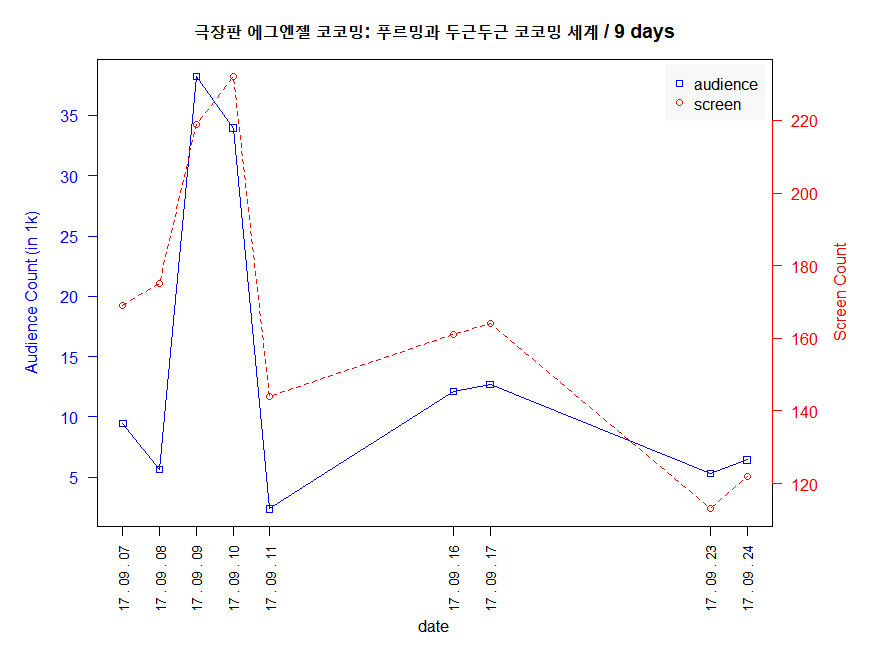 극장판 에그엔젤 코코밍: 푸르밍과 두근두근 코코밍 세계 / 9 days
audience
screen
Audience Count (in 1k)
35
30
25
20
15
10
5
220
200
180
160
140
120
Screen Count
17 . 09 . 07
17 . 09 . 08
17 . 09 . 09
17 . 09 . 10
17 . 09 . 11
17 . 09 . 16
17 . 09 . 17
17 . 09 . 23
17 . 09 . 24
date